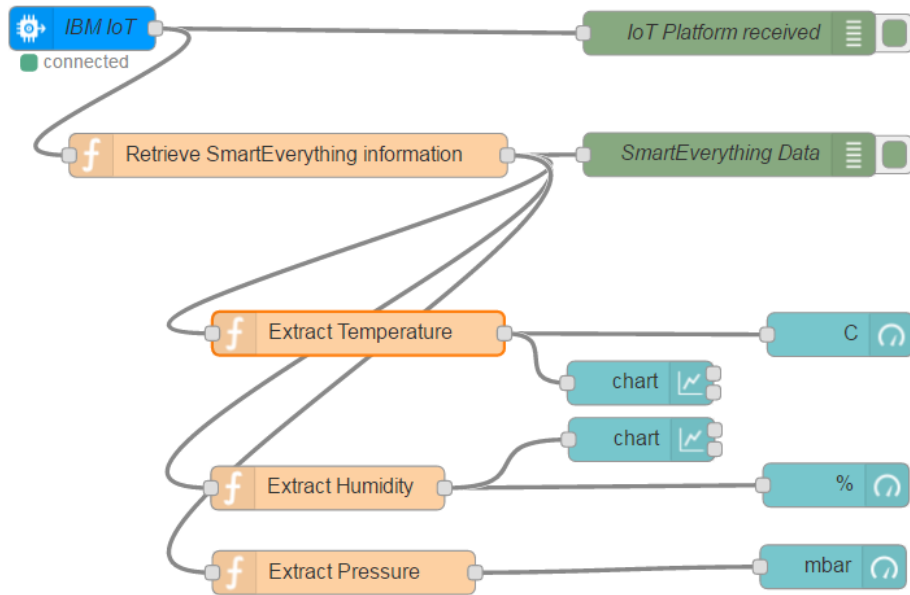 IBM IoT
IoT Platform received
connected
Retrieve SmartEverything information
SmartEverything Data
Extract Temperature
C
chart
chart
Extract Humidity
%
Extract Pressure
mbar